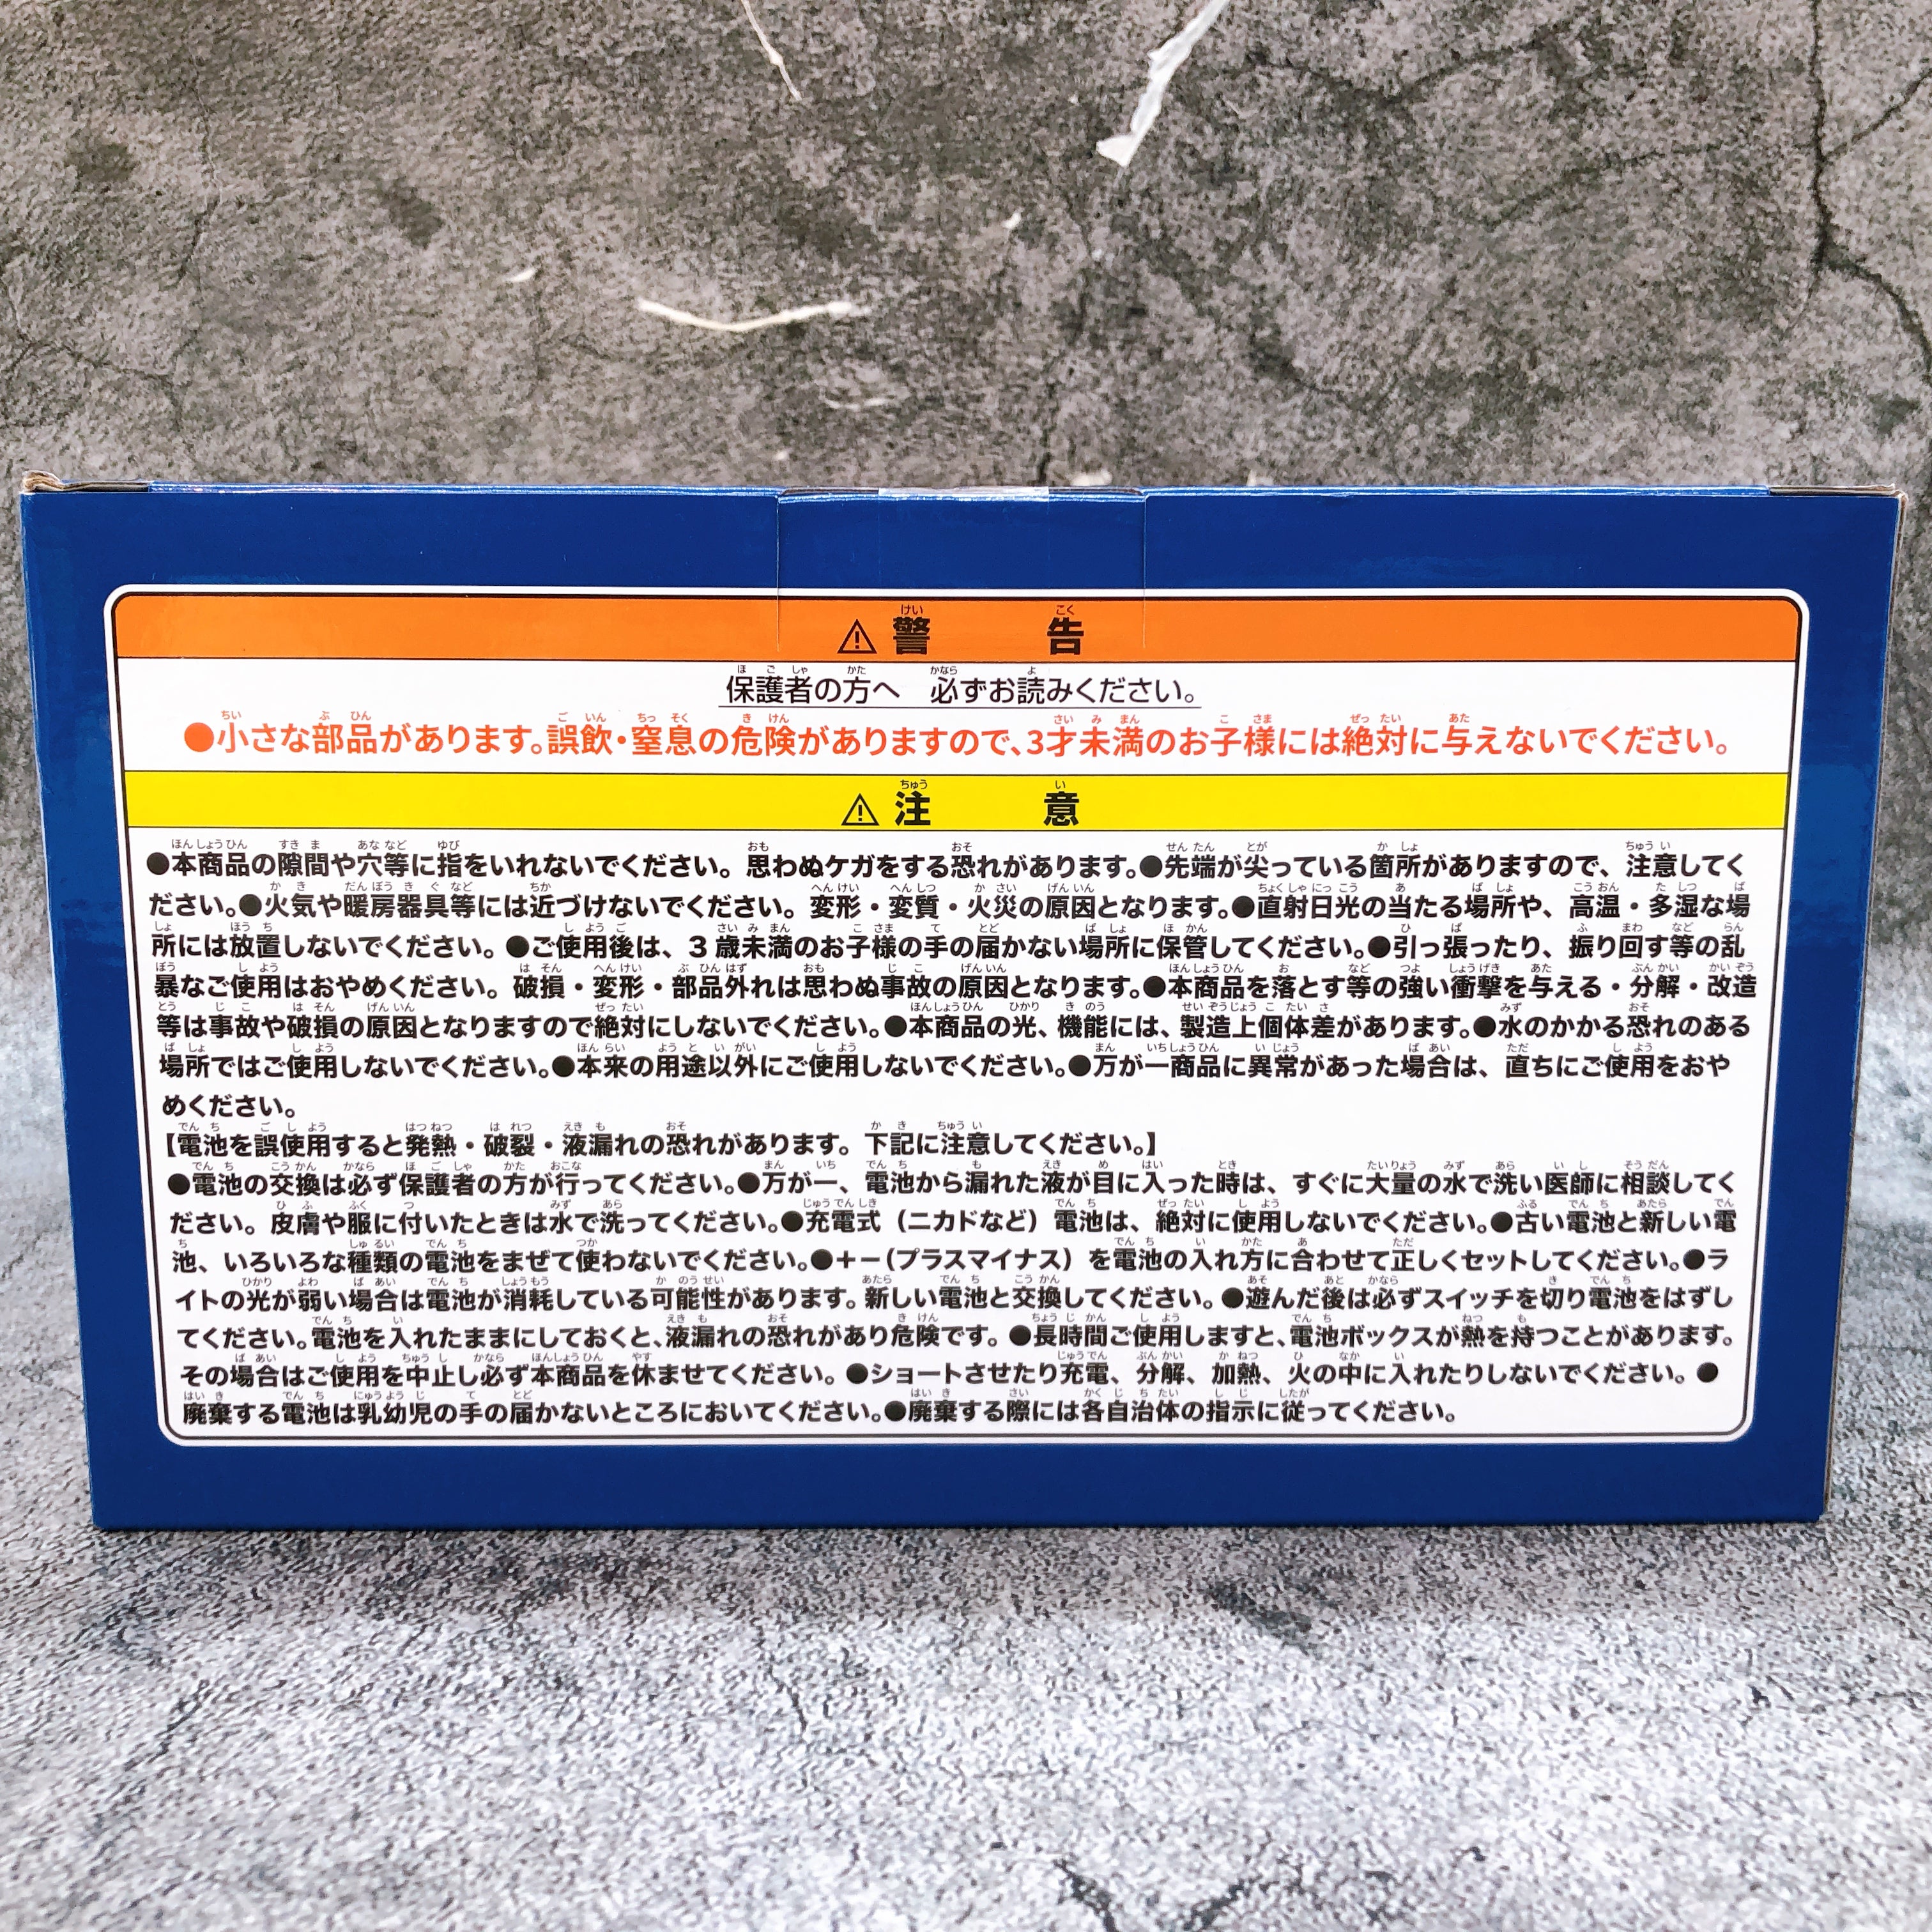 ⚠ 警告
保護者の方へ 必ずお読みください。
●小さな部品があります。誤飲・窒息の危険がありますので、3才未満のお子様には絶対に与えないでください。
⚠ 注意
●本商品の隙間や穴等に指をいれないでください。思わぬケガをする恐れがあります。●先端が尖っている箇所がありますので、注意してく
ださい。●火気や暖房器具等には近づけないでください。変形・変質・火災の原因となります。●直射日光の当たる場所や、高温・多湿な場
所には放置しないでください。●ご使用後は、3歳未満のお子様の手の届かない場所に保管してください。●引っ張ったり、振り回す等の乱
暴なご使用はおやめください。破損・変形・部品外れは思わぬ事故の原因となります。●本商品を落とす等の強い衝撃を与える・分解・改造
等は事故や破損の原因となりますので絶対にしないでください。●本商品の光、機能には、製造上個体差があります。●水のかかる恐れのある
場所ではご使用しないでください。●本来の用途以外にご使用しないでください。●万が一商品に異常があった場合は、直ちにご使用をおや
めください。
【電池を誤使用すると発熱・破裂・液漏れの恐れがあります。下記に注意してください。】
●電池の交換は必ず保護者の方が行ってください。●万が一、電池から漏れた液が目に入った時は、すぐに大量の水で洗い医師に相談してく
ださい。皮膚や服に付いたときは水で洗ってください。●充電式（ニカドなど）電池は、絶対に使用しないでください。●古い電池と新しい電
池、いろいろな種類の電池をまぜて使わないでください。●＋－（プラスマイナス）を電池の入れ方に合わせて正しくセットしてください。●ラ
イトの光が弱い場合は電池が消耗している可能性があります。新しい電池と交換してください。●遊んだ後は必ずスイッチを切り電池をはずし
てください。電池を入れたままにしておくと、液漏れの恐れがあり危険です。●長時間ご使用しますと、電池ボックスが熱を持つことがあります。
その場合はご使用を中止し必ず本商品を休ませてください。●ショートさせたり充電、分解、加熱、火の中に入れたりしないでください。●
廃棄する電池は乳幼児の手の届かないところにおいてください。●廃棄する際には各自治体の指示に従ってください。